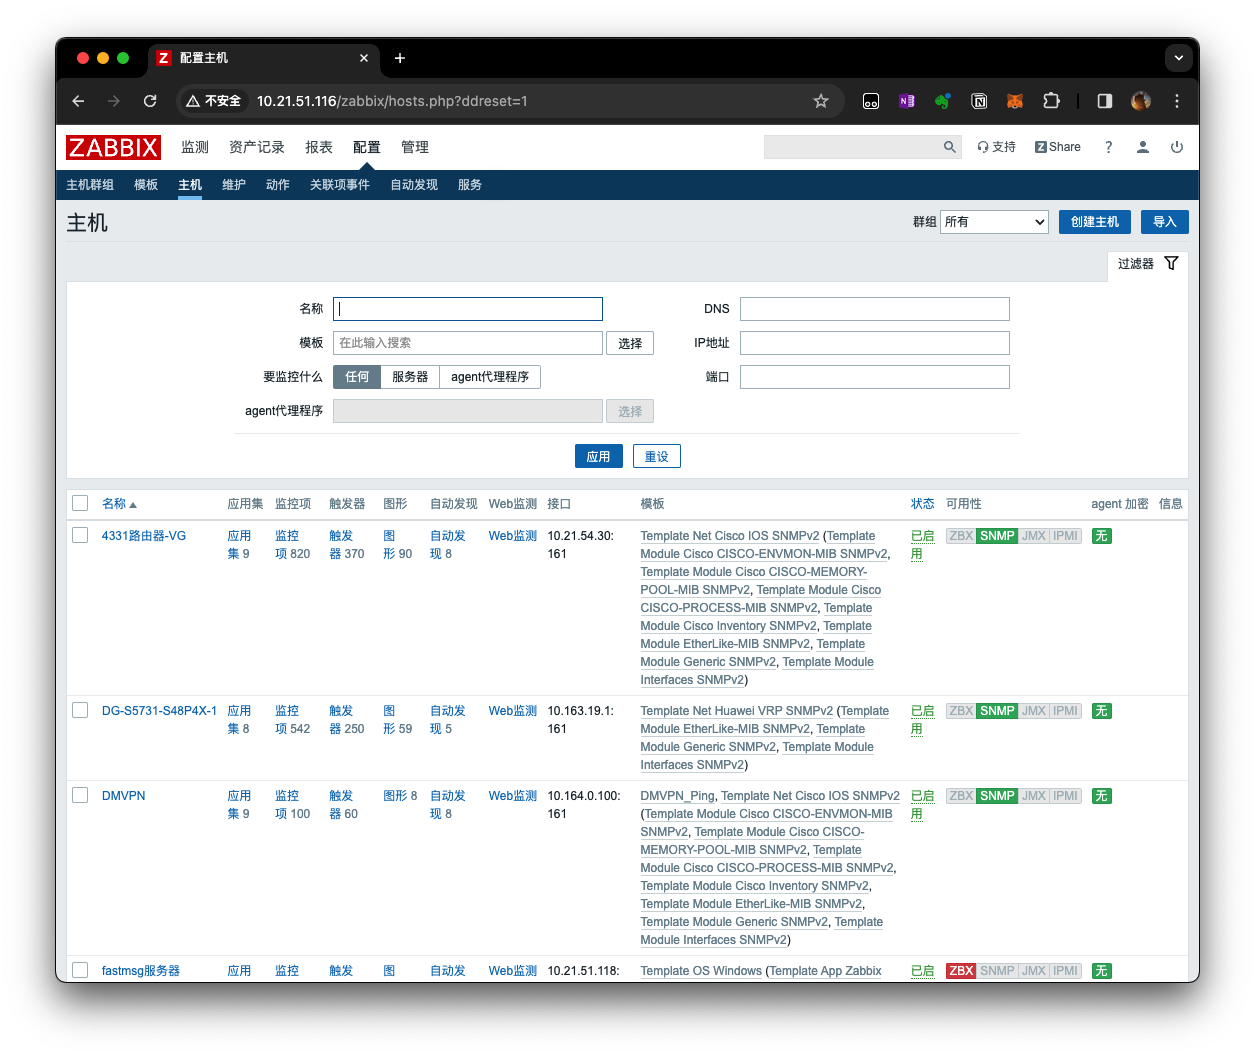 配置主机
不安全 10.21.51.116/zabbix/hosts.php?ddreset=1
ZABBIX 监测 资产记录 报表 配置 管理 支持 Z Share ?
主机群组 模板 主机 维护 动作 关联项事件 自动发现 服务
主机 群组 所有 创建主机 导入
过滤器
名称 DNS
模板 在此输入搜索 选择 IP地址
要监控什么 任何 服务器 agent代理程序 端口
agent代理程序 选择
应用 重设
名称 应用集 监控项 触发器 图形 自动发现 Web监测 接口 模板 状态 可用性 agent 加密 信息
4331路由器-VG 应用 监控 触发 图 自动发 Web监测 10.21.54.30: Template Net Cisco IOS SNMPv2 (Template 已启 ZBX SNMP JMX IPMI 无
集 9 项 820 器 370 形 90 现 8 161 Module Cisco CISCO-ENVMON-MIB SNMPv2, 用
Template Module Cisco CISCO-MEMORY-
POOL-MIB SNMPv2, Template Module Cisco
CISCO-PROCESS-MIB SNMPv2, Template
Module Cisco Inventory SNMPv2, Template
Module EtherLike-MIB SNMPv2, Template
Module Generic SNMPv2, Template Module
Interfaces SNMPv2)
DG-S5731-S48P4X-1 应用 监控 触发 图 自动发 Web监测 10.163.19.1: Template Net Huawei VRP SNMPv2 (Template 已启 ZBX SNMP JMX IPMI 无
集 8 项 542 器 250 形 59 现 5 161 Module EtherLike-MIB SNMPv2, Template 用
Module Generic SNMPv2, Template Module
Interfaces SNMPv2)
DMVPN 应用 监控 触发 图形 8 自动发 Web监测 10.164.0.100: DMVPN_Ping, Template Net Cisco IOS SNMPv2 已启 ZBX SNMP JMX IPMI 无
集 9 项 100 器 60 现 8 161 (Template Module Cisco CISCO-ENVMON-MIB 用
SNMPv2, Template Module Cisco CISCO-
MEMORY-POOL-MIB SNMPv2, Template
Module Cisco CISCO-PROCESS-MIB SNMPv2,
Template Module Cisco Inventory SNMPv2,
Template Module EtherLike-MIB SNMPv2,
Template Module Generic SNMPv2, Template
Module Interfaces SNMPv2)
fastmsg服务器 应用 监控 触发 图 自动发 Web监测 10.21.51.118: Template OS Windows (Template App Zabbix 已启 ZBX SNMP JMX IPMI 无